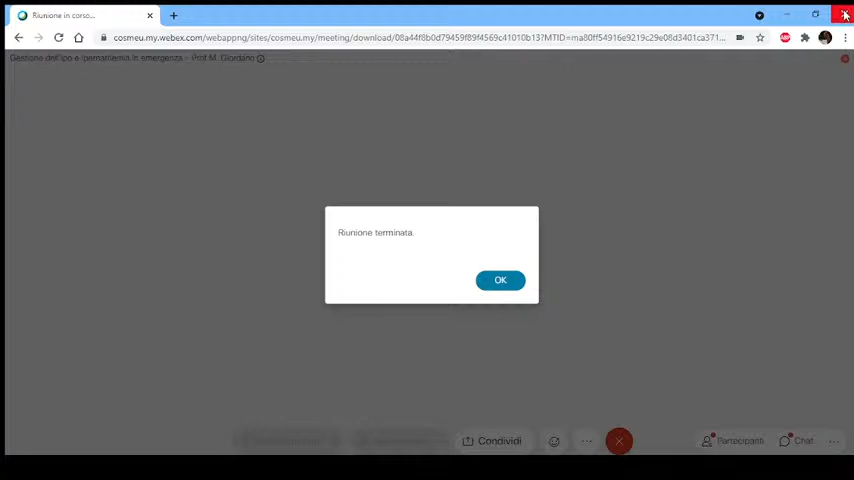 Riunione in corso...
cosmeu.my.webex.com/webappng/sites/cosmeu.my/meeting/download/08a44f8b0d79459f89f4569c41010b13?MTID=ma80ff54916e9219c29e08d3401ca371...
Gestione dell'ipo e ipernatriemia in emergenza - Prof M. Giordano
Riunione terminata.
OK
Condividi
Partecipanti
Chat